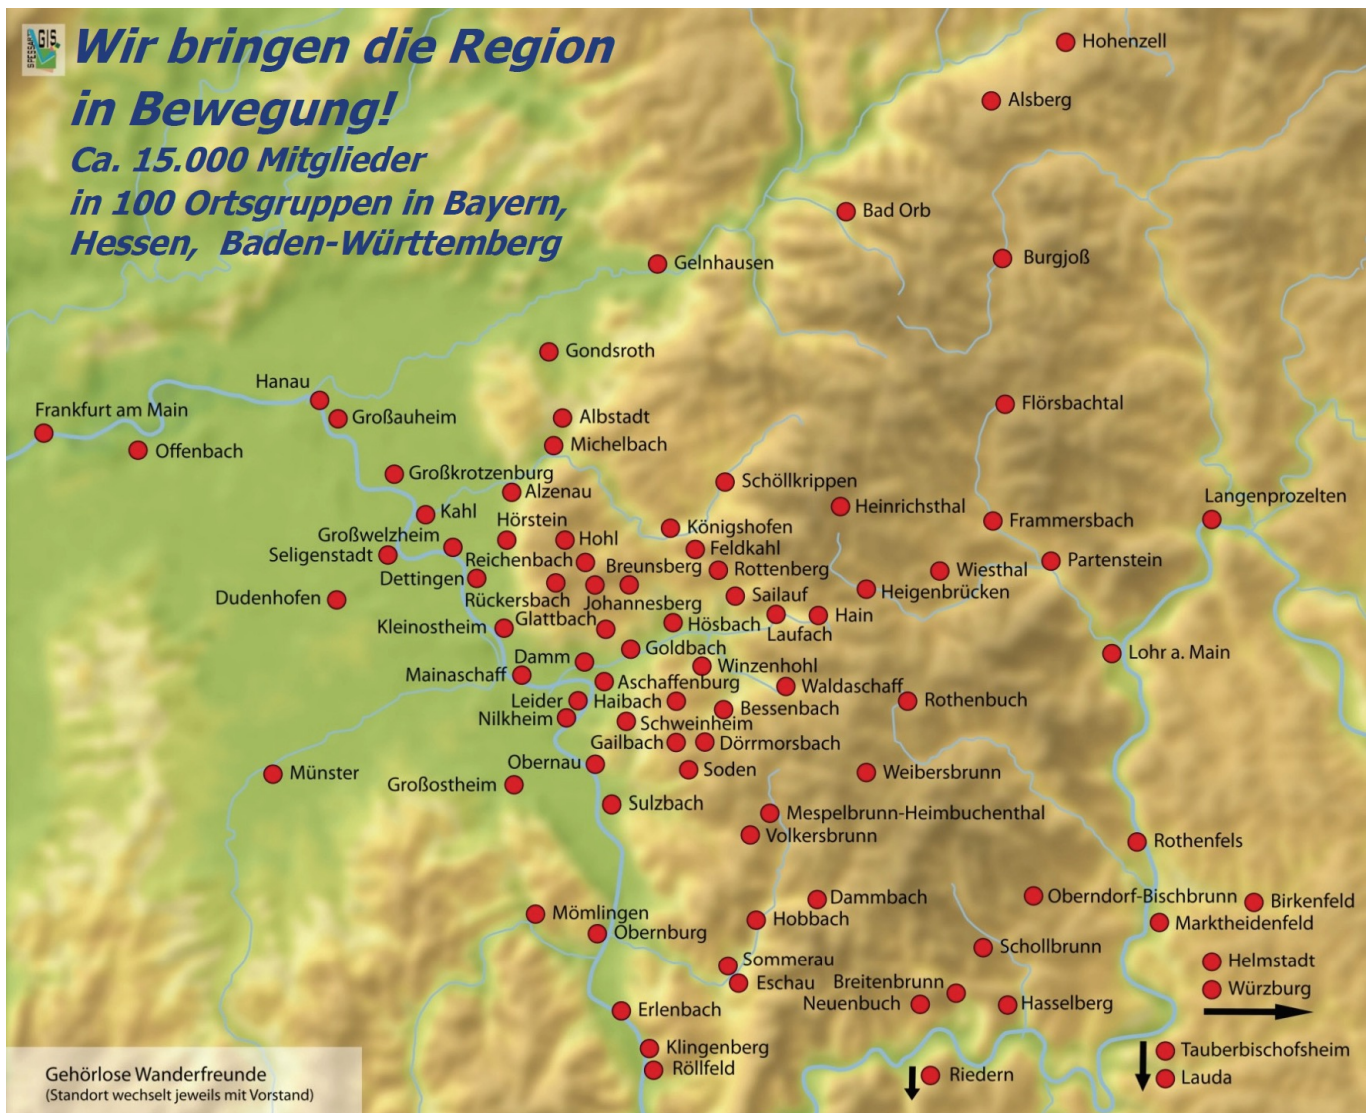 SPESSART
GIS
Wir bringen die Region
in Bewegung!
Ca. 15.000 Mitglieder
in 100 Ortsgruppen in Bayern,
Hessen, Baden-Württemberg
Hohenzell
Alsberg
Bad Orb
Burgjoß
Gelnhausen
Gondsroth
Hanau
Frankfurt am Main
Großauheim
Offenbach
Albstadt
Michelbach
Flörsbachtal
Großkrotzenburg
Alzenau
Schöllkrippen
Heinrichsthal
Langenprozelten
Kahl
Hörstein
Königshofen
Frammersbach
Großwelzheim
Hohl
Feldkahl
Seligenstadt
Reichenbach
Breunsberg
Rottenberg
Wiesthal
Partenstein
Dettingen
Dudenhofen
Rückersbach
Johannesberg
Sailauf
Heigenbrücken
Kleinostheim
Glattbach
Hösbach
Laufach
Hain
Goldbach
Lohr a. Main
Damm
Winzenhohl
Mainaschaff
Aschaffenburg
Waldaschaff
Leider
Haibach
Bessenbach
Rothenbuch
Nilkheim
Schweinheim
Gailbach
Dörrmorsbach
Obernau
Soden
Weibersbrunn
Münster
Großostheim
Sulzbach
Mespelbrunn-Heimbuchenthal
Volkersbrunn
Rothenfels
Dammbach
Oberndorf-Bischbrunn
Birkenfeld
Mömlingen
Hobbach
Marktheidenfeld
Obernburg
Schollbrunn
Sommerau
Helmstadt
Eschau
Breitenbrunn
Würzburg
Neuenbuch
Hasselberg
Erlenbach
Klingenberg
Röllfeld
Riedern
Tauberbischofsheim
Lauda
Gehörlose Wanderfreunde
(Standort wechselt jeweils mit Vorstand)